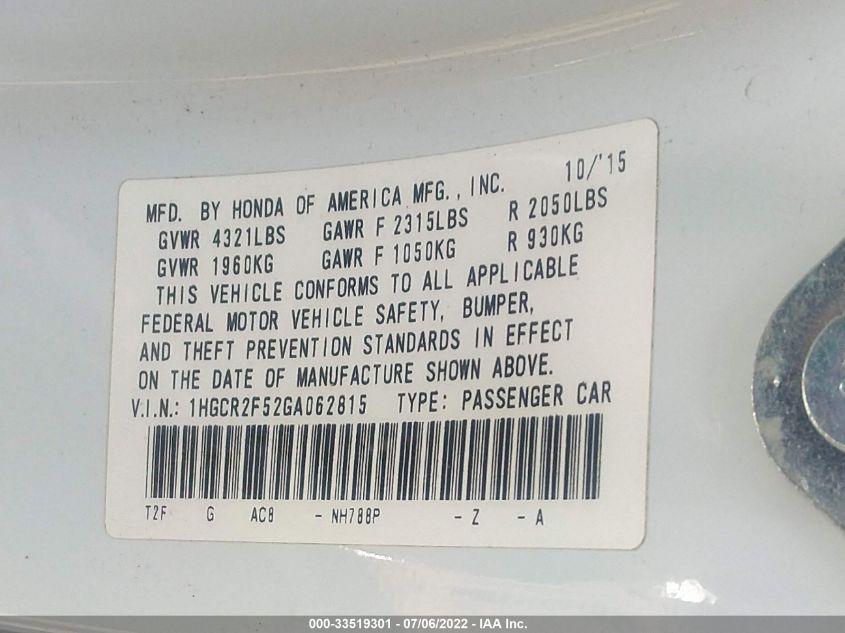 MFD. BY HONDA OF AMERICA MFG., INC. 10/'15
GVWR 4321LBS GAWR F 2315LBS R 2050LBS
GVWR 1960KG GAWR F 1050KG R 930KG
THIS VEHICLE CONFORMS TO ALL APPLICABLE
FEDERAL MOTOR VEHICLE SAFETY, BUMPER,
AND THEFT PREVENTION STANDARDS IN EFFECT
ON THE DATE OF MANUFACTURE SHOWN ABOVE.
V.I.N.: 1HGCR2F52GA062815 TYPE: PASSENGER CAR
T2F G AC8 - NH788P - Z - A
000-33519301 - 07/06/2022 - IAA Inc.